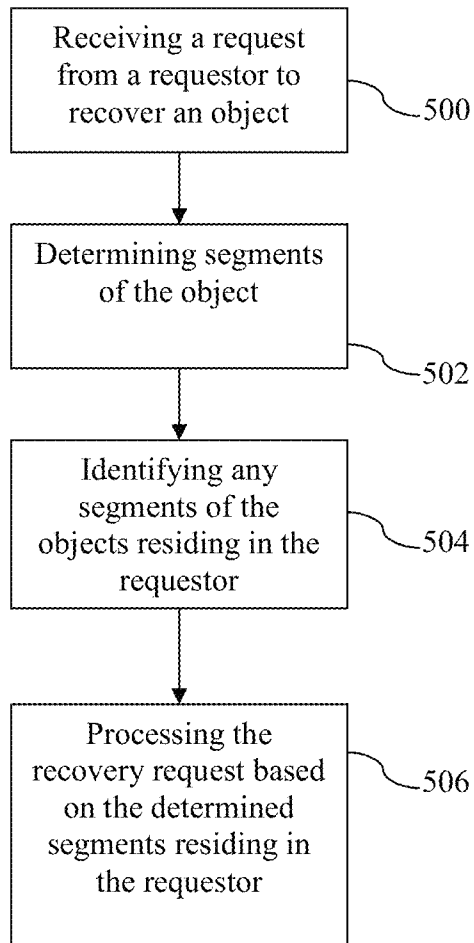 Receiving a request
from a requestor to
recover an object
500
Determining segments
of the object
502
Identifying any
segments of the
objects residing in the
requestor
504
Processing the
recovery request based
on the determined
segments residing in
the requestor
506